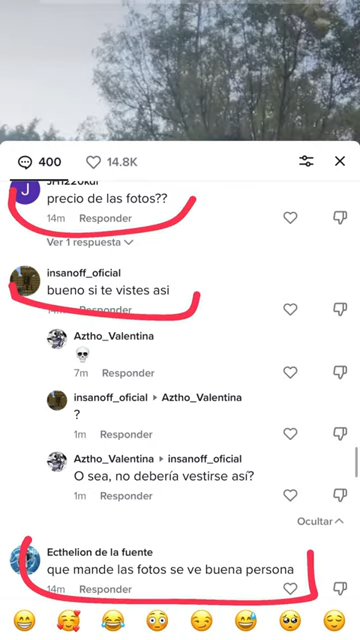 400 14.8K
precio de las fotos??
14m Responder
Ver 1 respuesta
insanoff_oficial
bueno si te vistes asi
Responder
Aztho_Valentina
7m Responder
insanoff_oficial Aztho_Valentina
?
1m Responder
Aztho_Valentina insanoff_oficial
O sea, no debería vestirse así?
1m Responder
Ocultar
Ecthelion de la fuente
que mande las fotos se ve buena persona
14m Responder